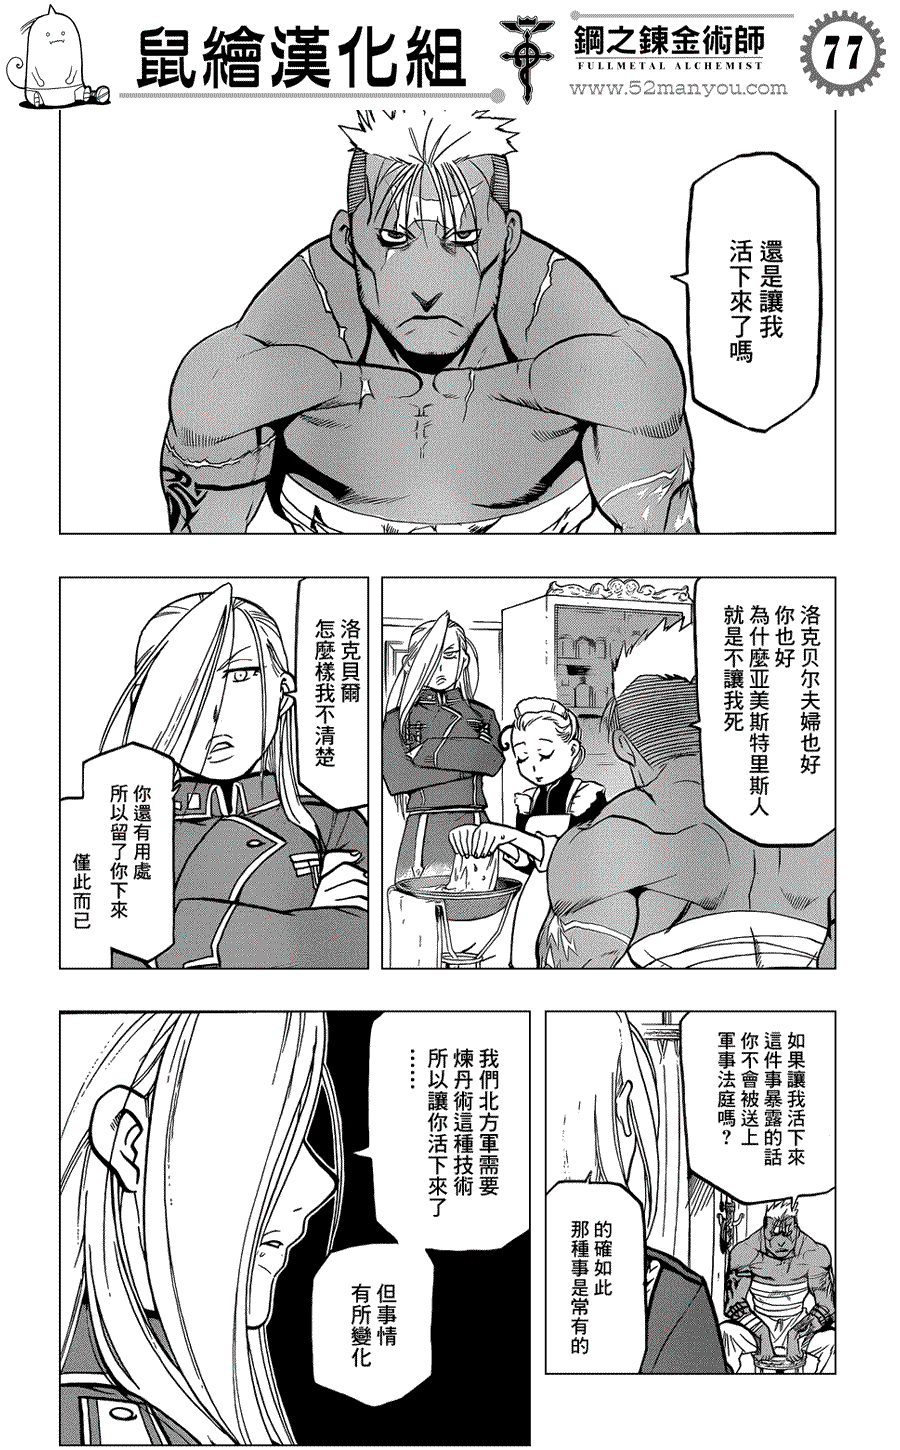 鼠繪漢化組
鋼之鍊金術師
FULLMETAL ALCHEMIST
www.52manyou.com
77
還是讓我
活下來了嗎
洛克贝尔夫婦也好
你也好
為什麼亚美斯特里斯人
就是不讓我死
洛克貝爾
怎麼樣我不清楚
你還有用處
所以留了你下來
僅此而已
如果讓我活下來
這件事暴露的話
你不會被送上
軍事法庭嗎?
的確如此
那種事是常有的
我們北方軍需要
煉丹術這種技術
所以讓你活下來了
……
但事情
有所變化